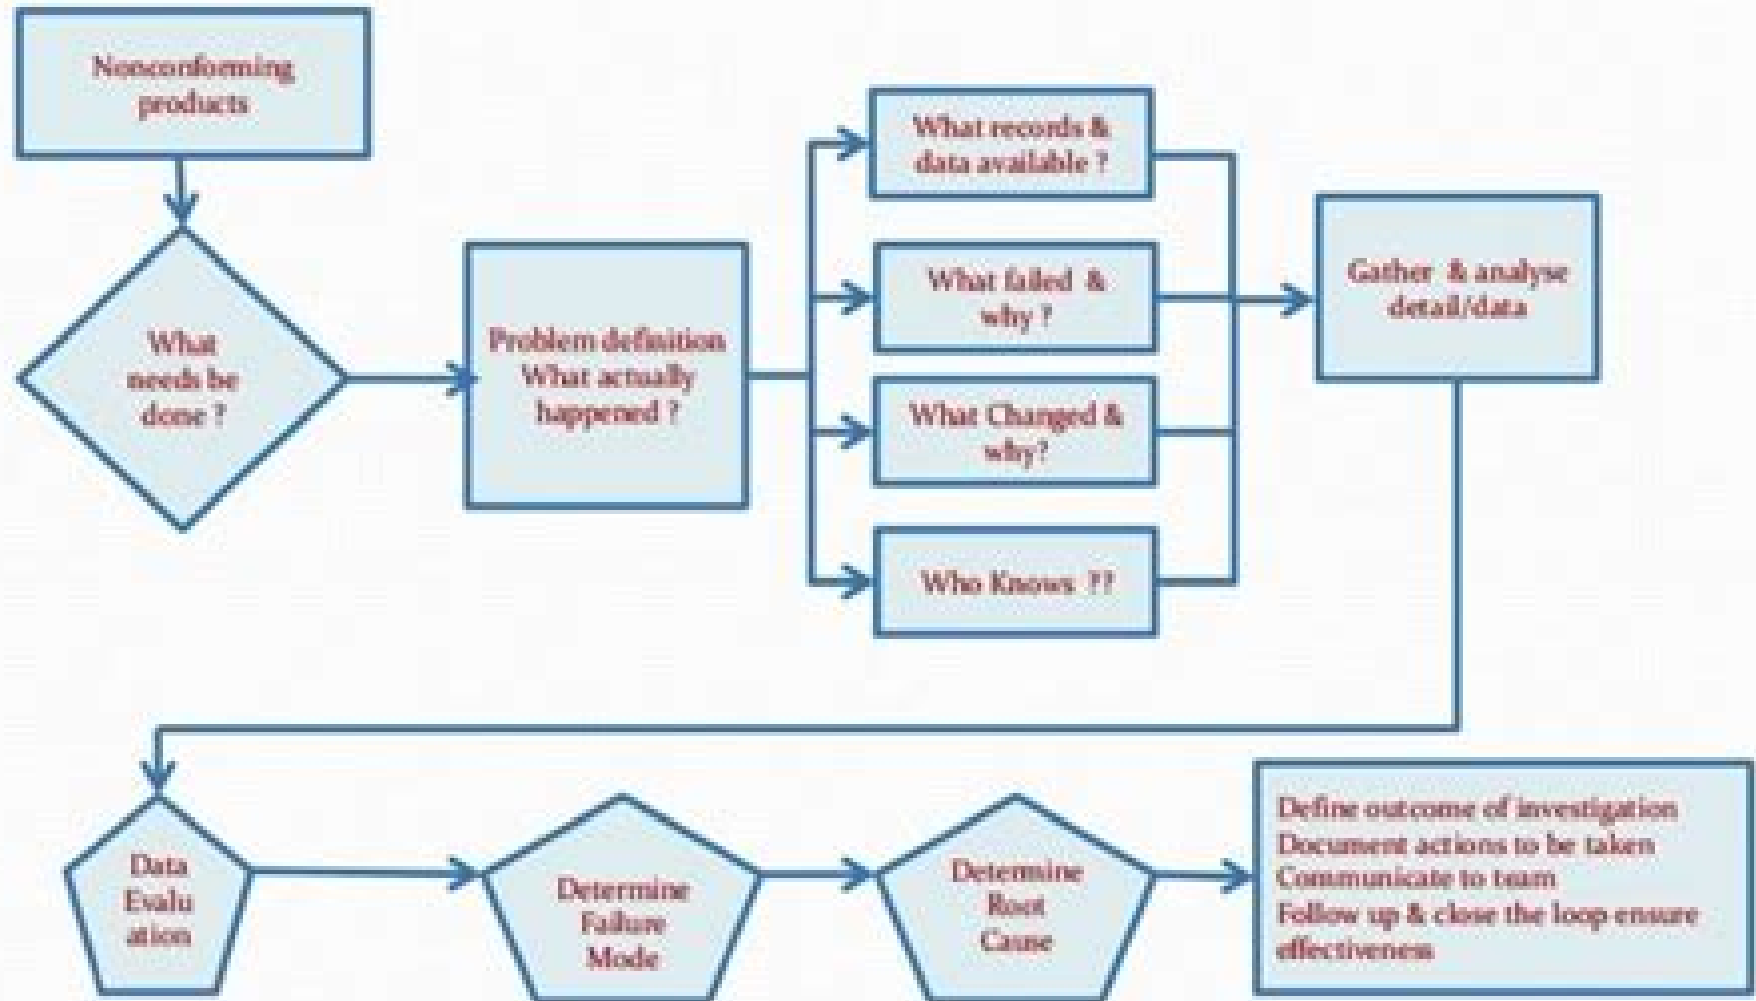 Nonconforming
products
What
needs be
done ?
Problem definition
What actually
happened ?
What records &
data available ?
What failed &
why ?
What Changed &
why?
Who Knows ??
Gather & analyse
detail/data
Data
Evalu
ation
Determine
Failure
Mode
Determine
Root
Cause
Define outcome of investigation
Document actions to be taken
Communicate to team
Follow up & close the loop ensure
effectiveness